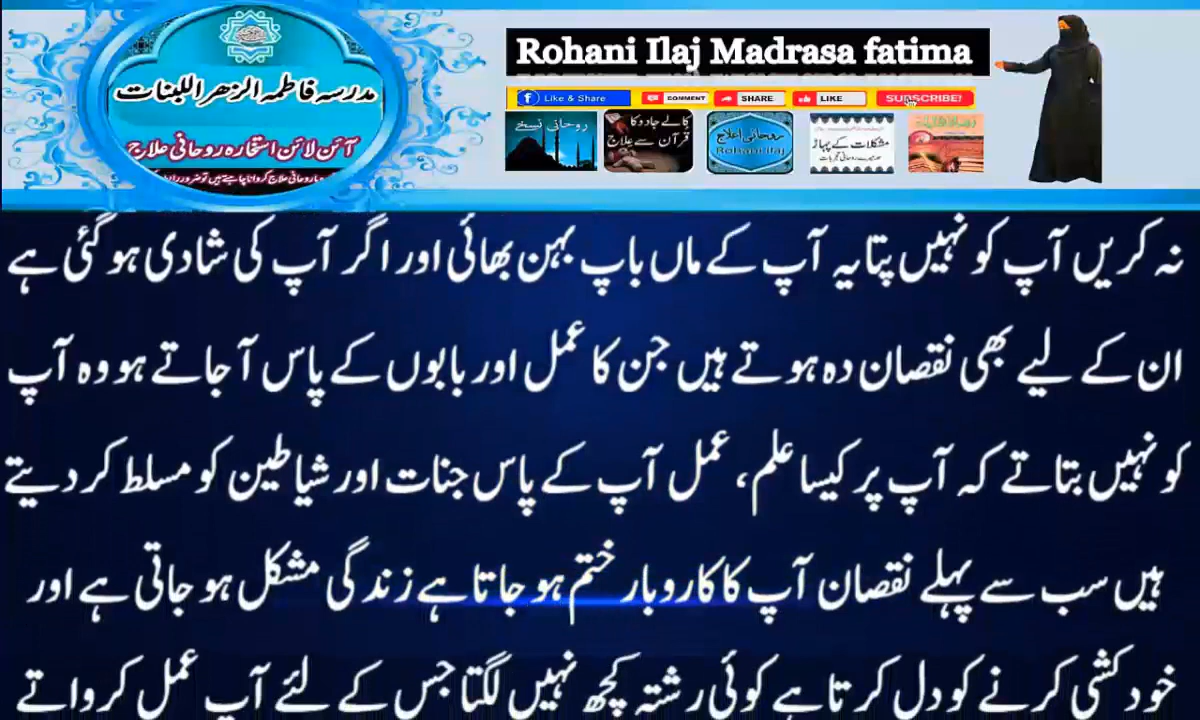 مدرسہ فاطمہ الزھرا للبنات
آئن لائن استخارہ روحانی علاج
Rohani Ilaj Madrasa fatima
Like & Share
COMMENT
SHARE
LIKE
SUBSCRIBE!
روحانی نسخے
کالے جادو کا
قرآن سے علاج
روحانی اعلاج
Rohani ilaj
مشکلات کے پہاڑ
نہ کریں آپ کو نہیں پتا یہ آپ کے ماں باپ بہن بھائی اور اگر آپ کی شادی ہو گئی ہے
ان کے لیے بھی نقصان دہ ہوتے ہیں جن کا عمل اور بابوں کے پاس آ جاتے ہو وہ آپ
کو نہیں بتاتے کہ آپ پر کیسا علم، عمل آپ کے پاس جنات اور شیاطین کو مسلط کر دیتے
ہیں سب سے پہلے نقصان آپ کا کاروبار ختم ہو جاتا ہے زندگی مشکل ہو جاتی ہے اور
خودکشی کرنے کو دل کرتا ہے کوئی رشتہ کچھ نہیں لگتا جس کے لئے آپ عمل کرواتے